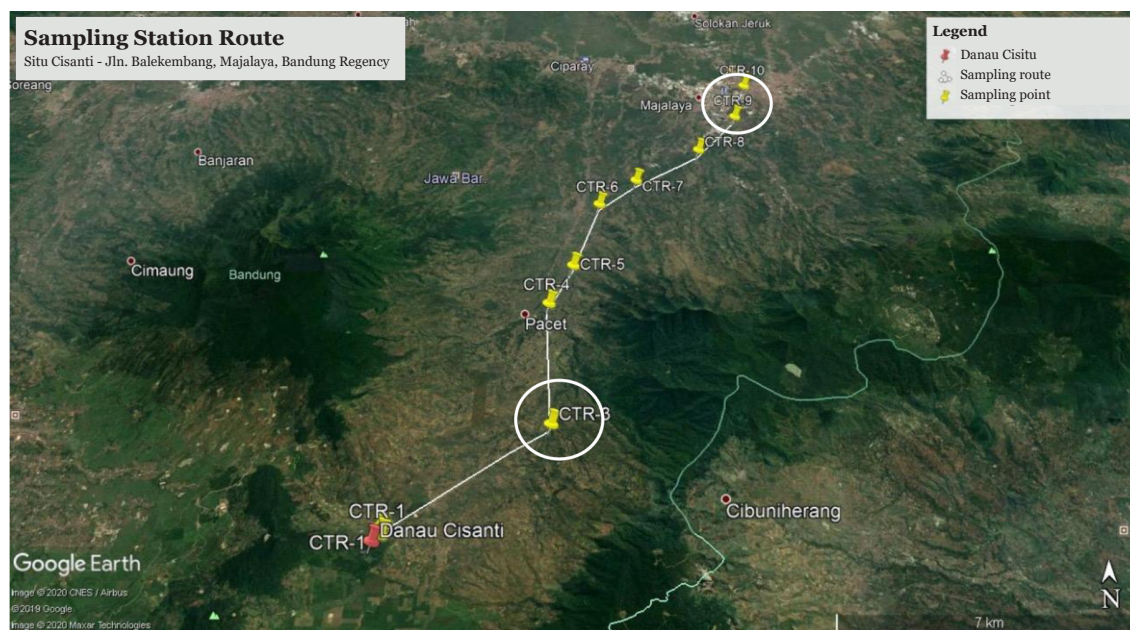 Sampling Station Route
Situ Cisanti - Jln. Balekembang, Majalaya, Bandung Regency
Legend
Danau Cisitu
Sampling route
Sampling point
Solokan Jeruk
Ciparay
CTR-10
Majalaya
CTR-9
CTR-8
Banjaran
Jawa Bar.
CTR-6
CTR-7
Cimaung
Bandung
CTR-5
CTR-4
Pacet
CTR-3
Cibuniherang
CTR-1
Danau Cisanti
CTR-1
Google Earth
Image © 2020 CNES / Airbus
©2019 Google
Image © 2020 Maxar Technologies
N
7 km